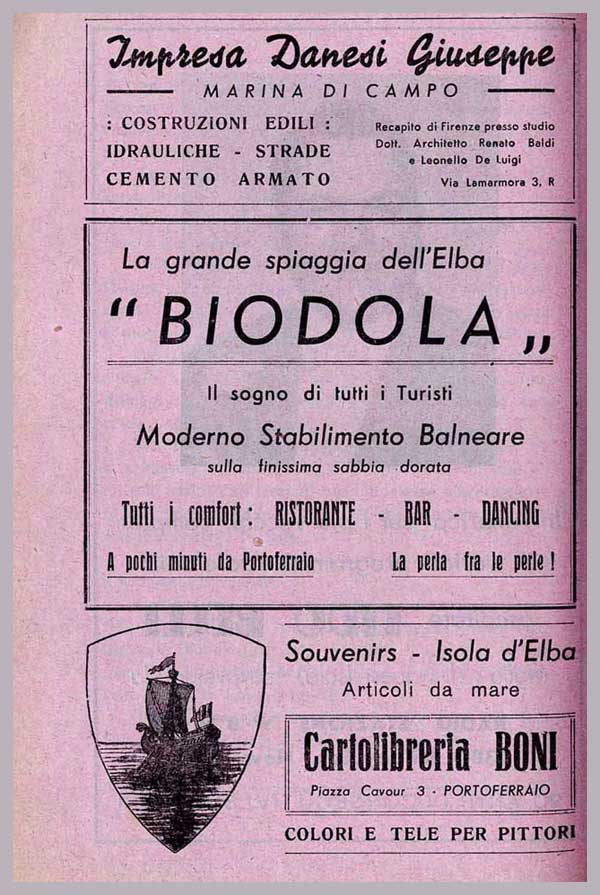 Impresa Danesi Giuseppe
MARINA DI CAMPO
: COSTRUZIONI EDILI :
IDRAULICHE - STRADE
CEMENTO ARMATO
Recapito di Firenze presso studio
Dott. Architetto Renato Baldi
e Leonello De Luigi
Via Lamarmora 3, R
La grande spiaggia dell'Elba
“ BIODOLA „
Il sogno di tutti i Turisti
Moderno Stabilimento Balneare
sulla finissima sabbia dorata
Tutti i comfort : RISTORANTE - BAR - DANCING
A pochi minuti da Portoferraio La perla fra le perle !
Souvenirs - Isola d'Elba
Articoli da mare
Cartolibreria BONI
Piazza Cavour 3 - PORTOFERRAIO
COLORI E TELE PER PITTORI